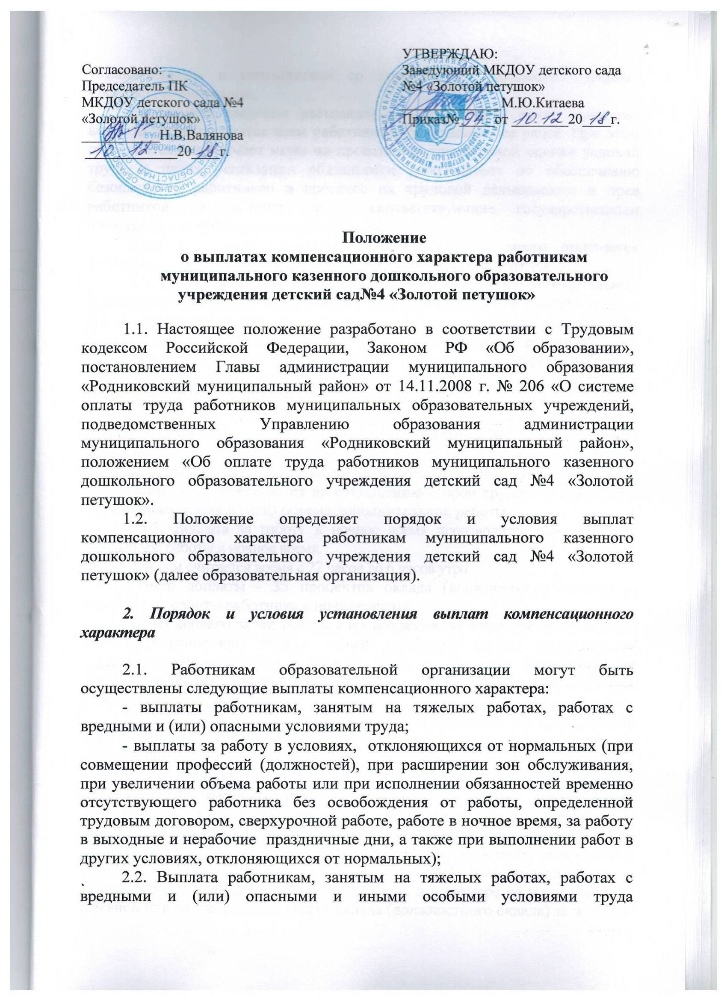 Согласовано:
Председатель ПК
МКДОУ детского сада №4
«Золотой петушок»
Н.В.Валянова
10. 12. 2018г.
УТВЕРЖДАЮ:
Заведующий МКДОУ детского сада
№4 «Золотой петушок»
М.Ю.Китаева
Приказ№ 94 от 10.12 2018г.
Положение
о выплатах компенсационного характера работникам
муниципального казенного дошкольного образовательного
учреждения детский сад№4 «Золотой петушок»
1.1. Настоящее положение разработано в соответствии с Трудовым
кодексом Российской Федерации, Законом РФ «Об образовании»,
постановлением Главы администрации муниципального образования
«Родниковский муниципальный район» от 14.11.2008 г. № 206 «О системе
оплаты труда работников муниципальных образовательных учреждений,
подведомственных Управлению образования администрации
муниципального образования «Родниковский муниципальный район»,
положением «Об оплате труда работников муниципального казенного
дошкольного образовательного учреждения детский сад №4 «Золотой
петушок».
1.2. Положение определяет порядок и условия выплат
компенсационного характера работникам муниципального казенного
дошкольного образовательного учреждения детский сад №4 «Золотой
петушок» (далее образовательная организация).
2. Порядок и условия установления выплат компенсационного
характера
2.1. Работникам образовательной организации могут быть
осуществлены следующие выплаты компенсационного характера:
- выплаты работникам, занятым на тяжелых работах, работах с
вредными и (или) опасными условиями труда;
- выплаты за работу в условиях, отклоняющихся от нормальных (при
совмещении профессий (должностей), при расширении зон обслуживания,
при увеличении объема работы или при исполнении обязанностей временно
отсутствующего работника без освобождения от работы, определенной
трудовым договором, сверхурочной работе, работе в ночное время, за работу
в выходные и нерабочие праздничные дни, а также при выполнении работ в
других условиях, отклоняющихся от нормальных);
2.2. Выплата работникам, занятым на тяжелых работах, работах с
вредными и (или) опасными и иными особыми условиями труда